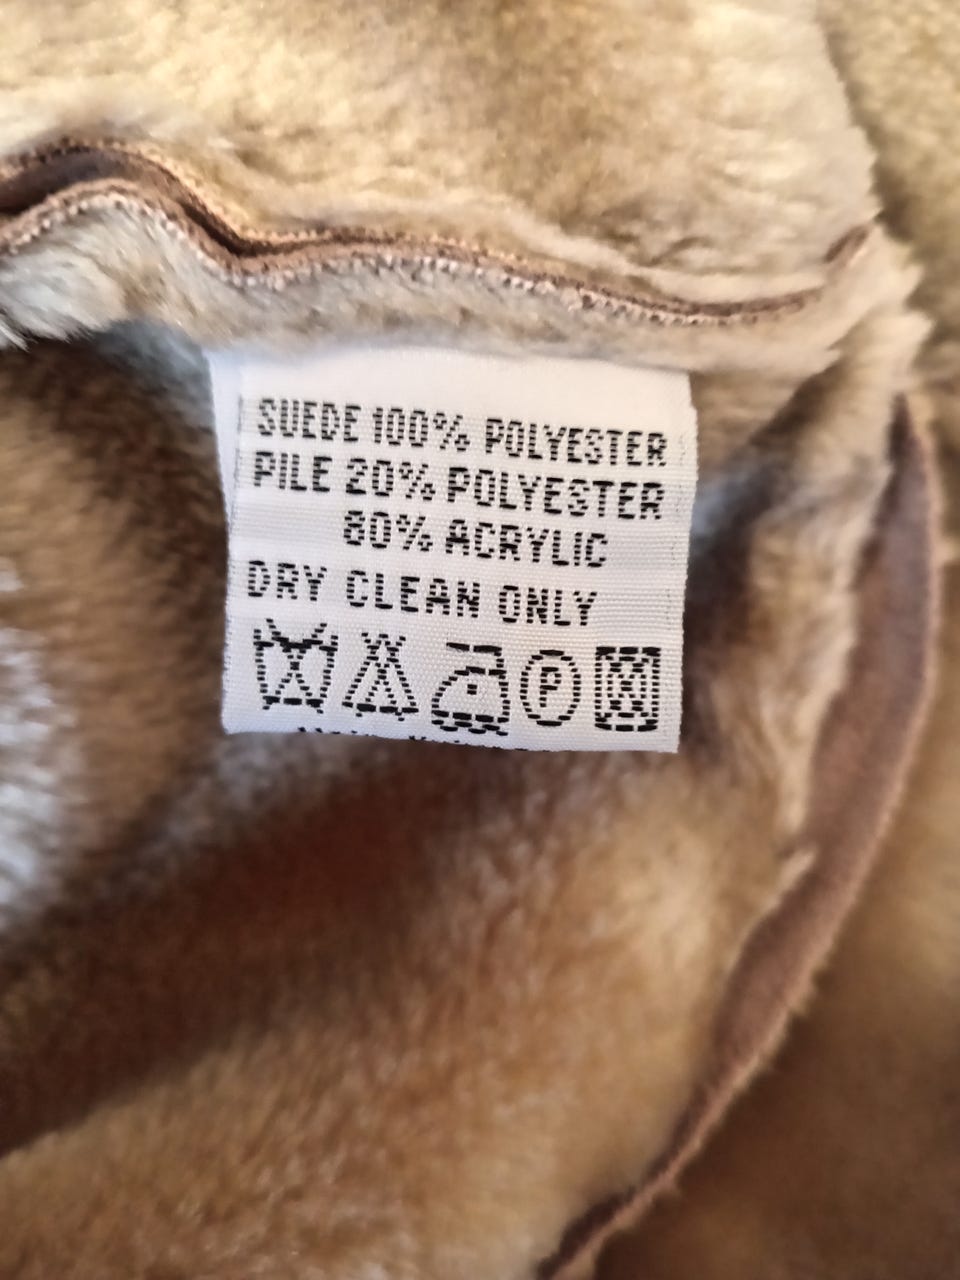 SUEDE 100% POLYESTER
PILE 20% POLYESTER
80% ACRYLIC
DRY CLEAN ONLY
P